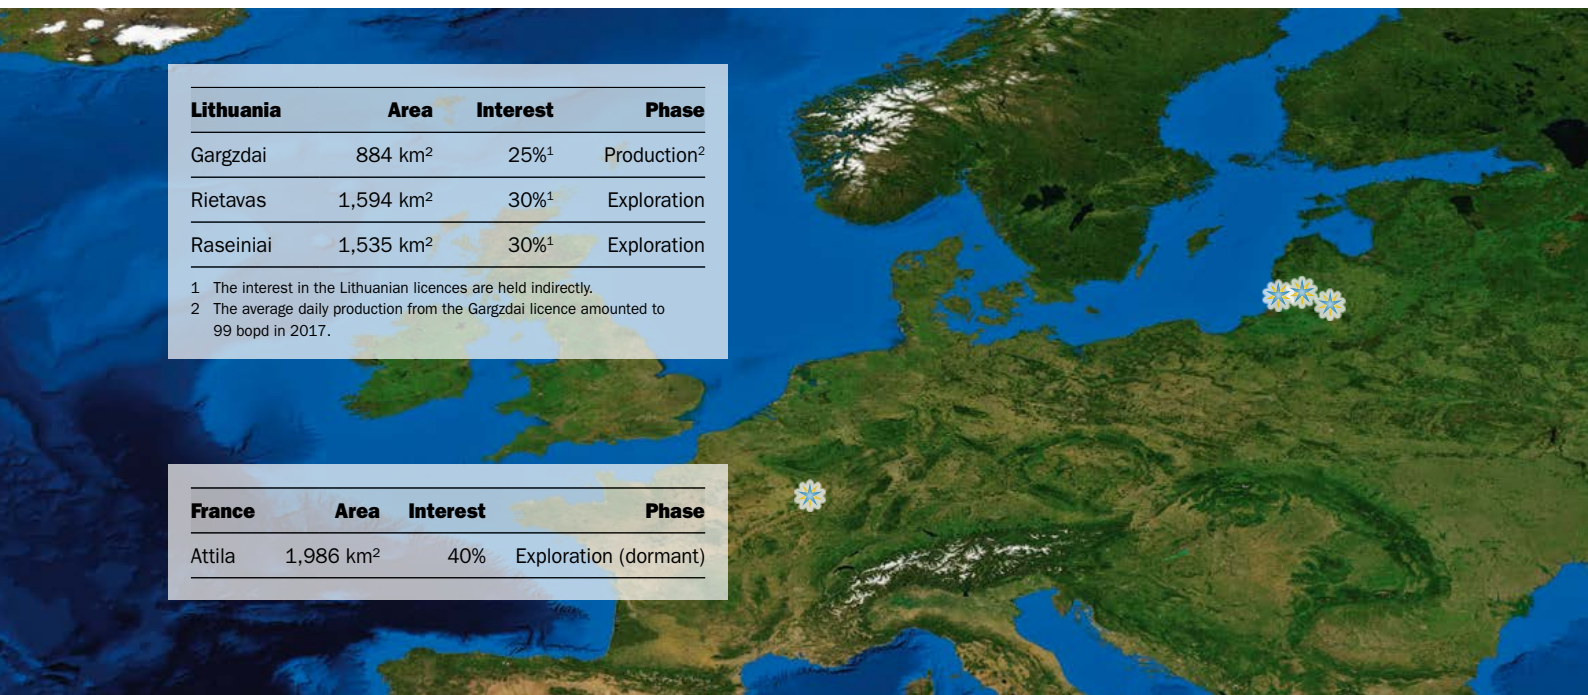 Lithuania Area Interest Phase
Gargzdai 884 km² 25%¹ Production²
Rietavas 1,594 km² 30%¹ Exploration
Raseiniai 1,535 km² 30%¹ Exploration
1 The interest in the Lithuanian licences are held indirectly.
2 The average daily production from the Gargzdai licence amounted to
99 bopd in 2017.
France Area Interest Phase
Attila 1,986 km² 40% Exploration (dormant)